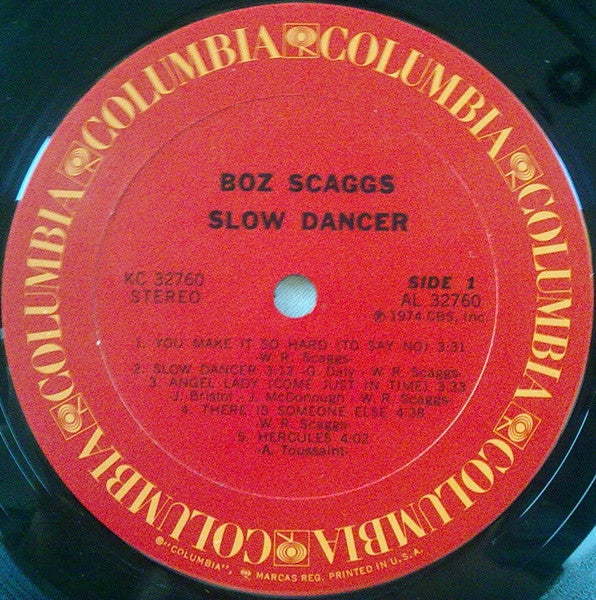 COLUMBIA COLUMBIA COLUMBIA COLUMBIA COLUMBIA COLUMBIA
BOZ SCAGGS
SLOW DANCER
KC 32760
STEREO
SIDE 1
AL 32760
℗ 1974 CBS, Inc.
1. YOU MAKE IT SO HARD (TO SAY NO) 3:31
-W. R. Scaggs-
2. SLOW DANCER 3:12 -G. Daly - W. R. Scaggs-
3. ANGEL LADY (COME JUST IN TIME) 3:33
J. Bristol - J. McDonough - W. R. Scaggs-
4. THERE IS SOMEONE ELSE 4:38
-W. R. Scaggs-
5. HERCULES 4:02
-A. Toussaint-
®"COLUMBIA", MARCAS REG. PRINTED IN U.S.A.